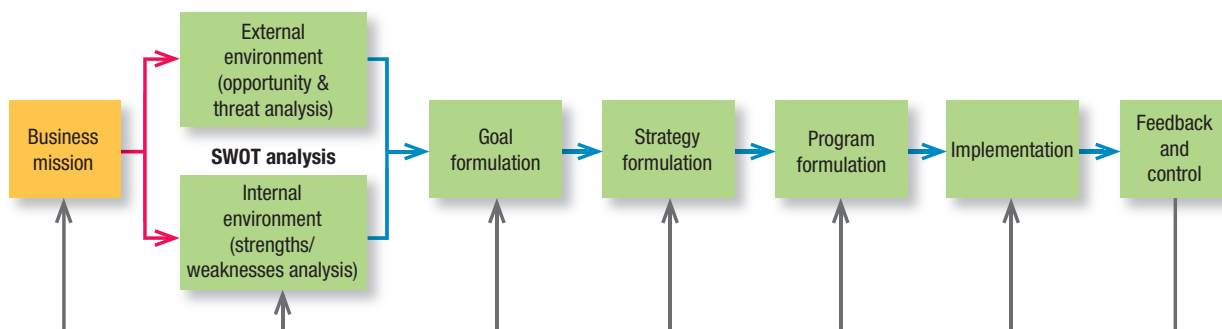 Business
mission
External
environment
(opportunity &
threat analysis)
SWOT analysis
Internal
environment
(strengths/
weaknesses analysis)
Goal
formulation
Strategy
formulation
Program
formulation
Implementation
Feedback
and
control